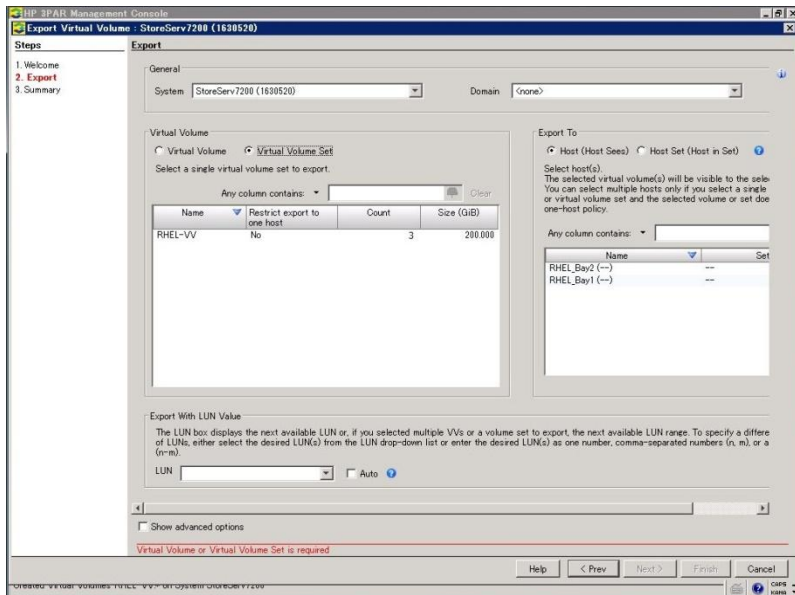 HP 3PAR Management Console
Export Virtual Volume : StoreServ7200 (1630520)
Steps
1. Welcome
2. Export
3. Summary
Export
General
System StoreServ7200 (1630520)
Domain <none>
Virtual Volume
Virtual Volume
Virtual Volume Set
Select a single virtual volume set to export.
Any column contains:
Clear
Name Restrict export to one host Count Size (GiB)
RHEL-VV No 3 200.000
Export To
Host (Host Sees)
Host Set (Host in Set)
Select host(s).
The selected virtual volume(s) will be visible to the sele
You can select multiple hosts only if you select a single
or virtual volume set and the selected volume or set doe
one-host policy.
Any column contains:
Name Set
RHEL_Bay2 (--) --
RHEL_Bay1 (--) --
Export With LUN Value
The LUN box displays the next available LUN or, if you selected multiple VVs or a volume set to export, the next available LUN range. To specify a differe
of LUNs, either select the desired LUN(s) from the LUN drop-down list or enter the desired LUN(s) as one number, comma-separated numbers (n, m), or a
(n-m).
LUN
Auto
Show advanced options
Virtual Volume or Virtual Volume Set is required
Help < Prev Next > Finish Cancel
Created Virtual Volumes RHEL on System StoreServ7200
CAPS
KANA